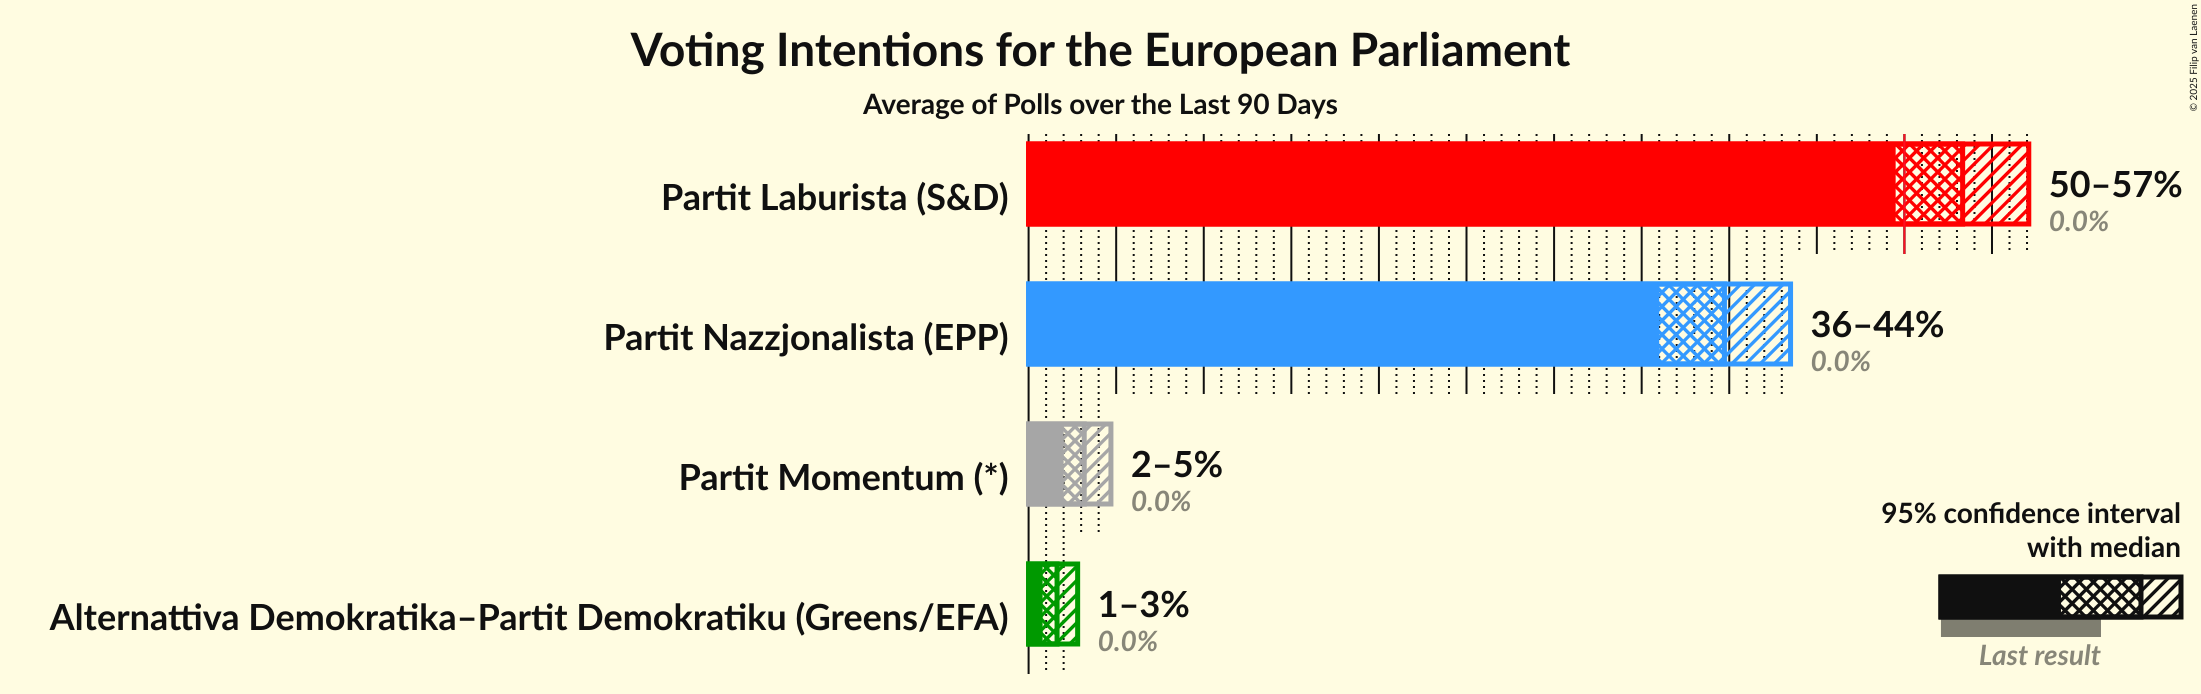 Voting Intentions for the European Parliament
Average of Polls over the Last 90 Days
© 2025 Filip van Laenen
Partit Laburista (S&D)
50–57%
0.0%
Partit Nazzjonalista (EPP)
36–44%
0.0%
Partit Momentum (*)
2–5%
0.0%
Alternattiva Demokratika–Partit Demokratiku (Greens/EFA)
1–3%
0.0%
95% confidence interval
with median
Last result